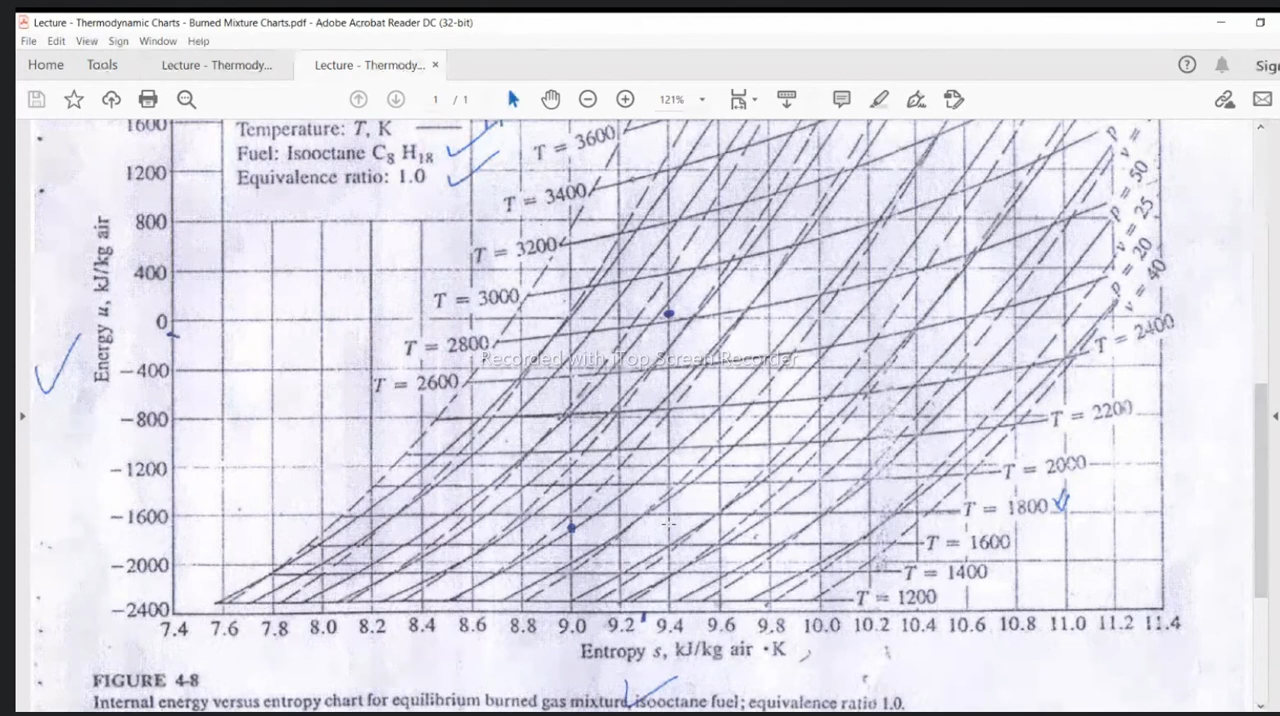 Lecture - Thermodynamic Charts - Burned Mixture Charts.pdf - Adobe Acrobat Reader DC (32-bit)
File Edit View Sign Window Help
Home Tools Lecture - Thermody... Lecture - Thermody... × Sig
1 / 1 121%
1600
Temperature: T, K
Fuel: Isooctane C8 H18
Equivalence ratio: 1.0
T = 3600
1200
T = 3400
800
T = 3200
400
T = 3000
0
T = 2800
-400
T = 2600
-800
-1200
-1600
-2000
-2400
Energy u, kJ/kg air
p
v =
p = 50
v = 25
p = 20
v = 40
T = 2400
T = 2200
T = 2000
T = 1800
T = 1600
T = 1400
T = 1200
Recorded with iTop Screen Recorder
7.4 7.6 7.8 8.0 8.2 8.4 8.6 8.8 9.0 9.2 9.4 9.6 9.8 10.0 10.2 10.4 10.6 10.8 11.0 11.2 11.4
Entropy s, kJ/kg air · K
FIGURE 4-8
Internal energy versus entropy chart for equilibrium burned gas mixture, isooctane fuel; equivalence ratio 1.0.